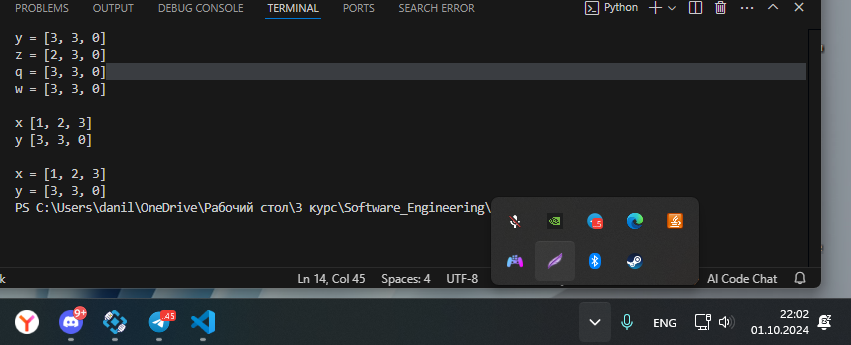 PROBLEMS OUTPUT DEBUG CONSOLE TERMINAL PORTS SEARCH ERROR Python
y = [3, 3, 0]
z = [2, 3, 0]
q = [3, 3, 0]
w = [3, 3, 0]
x [1, 2, 3]
y [3, 3, 0]
x = [1, 2, 3]
y = [3, 3, 0]
PS C:\Users\danil\OneDrive\Рабочий стол\3 курс\Software_Engineering\
k Ln 14, Col 45 Spaces: 4 UTF-8 AI Code Chat
9+ .45 ENG 22:02
01.10.2024